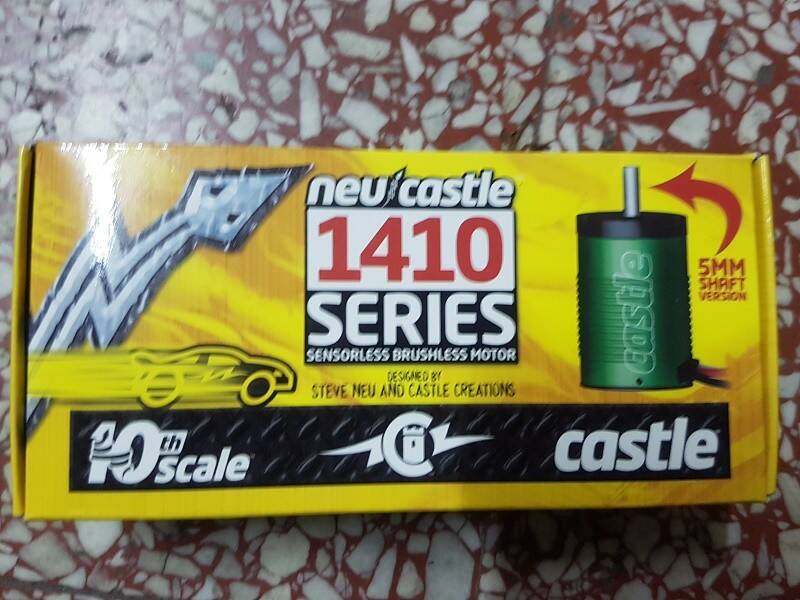 neu castle
1410
SERIES
SENSORLESS BRUSHLESS MOTOR
DESIGNED BY
STEVE NEU AND CASTLE CREATIONS
castle
5MM
SHAFT
VERSION
10th
scale
castle